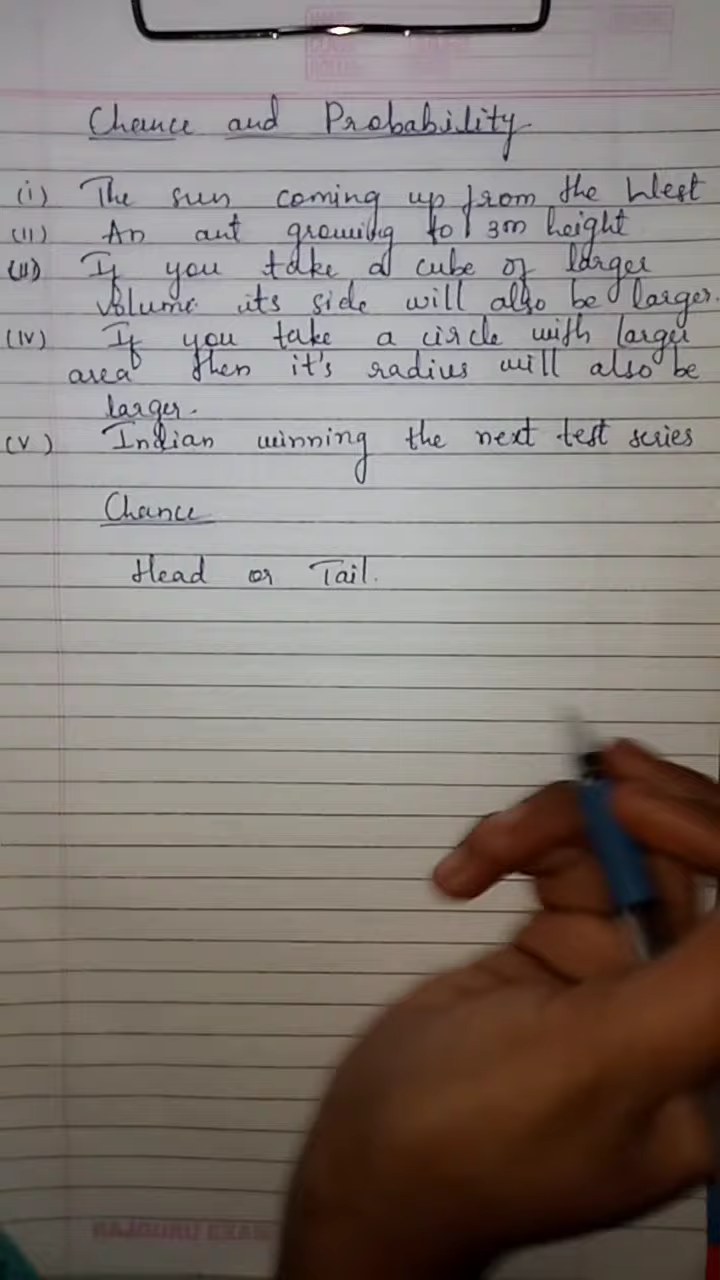 Chance and Probability
(i) The sun coming up from the West
(II) An ant growing to 3m height
(III) If you take a cube of larger
volume its side will also be larger.
(IV) If you take a circle with larger
area then it's radius will also be
larger.
(V) Indian winning the next test series
Chance
Head or Tail.